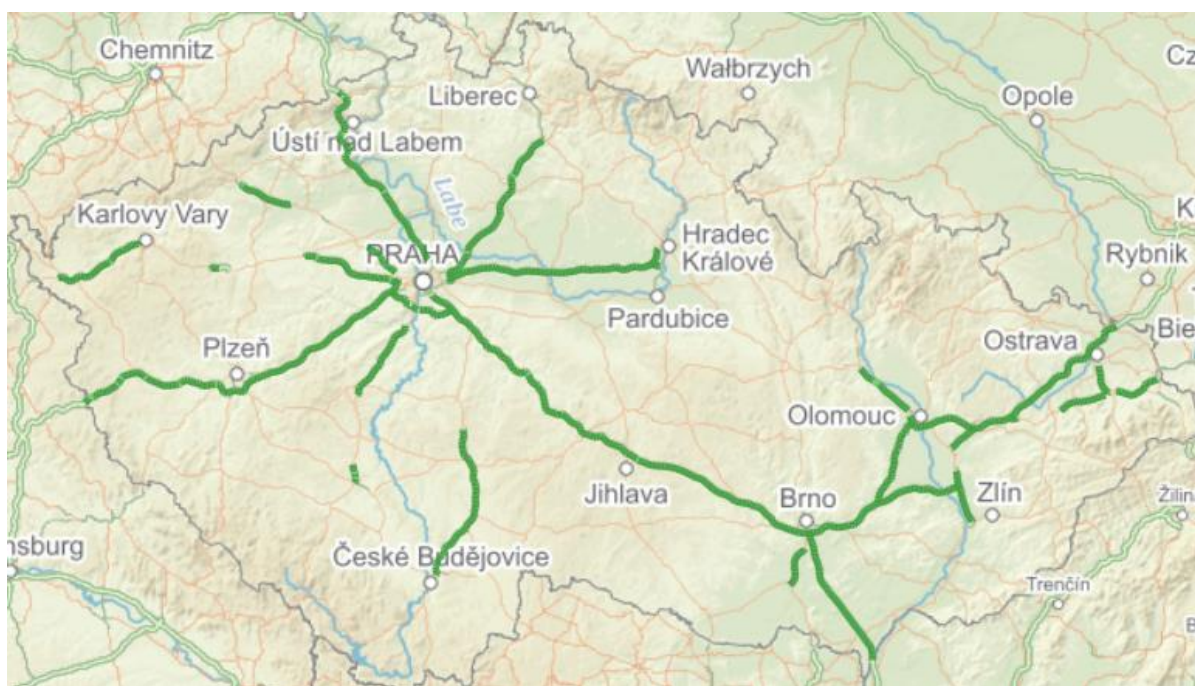 Chemnitz
Wałbrzych
Cz
Liberec
Opole
Ústí nad Labem
Labe
Karlovy Vary
Hradec
Králové
K
PRAHA
Rybnik
Pardubice
Plzeň
Ostrava
Bie
Olomouc
Jihlava
Brno
Zlín
Žilina
nsburg
České Budějovice
Trenčín
B